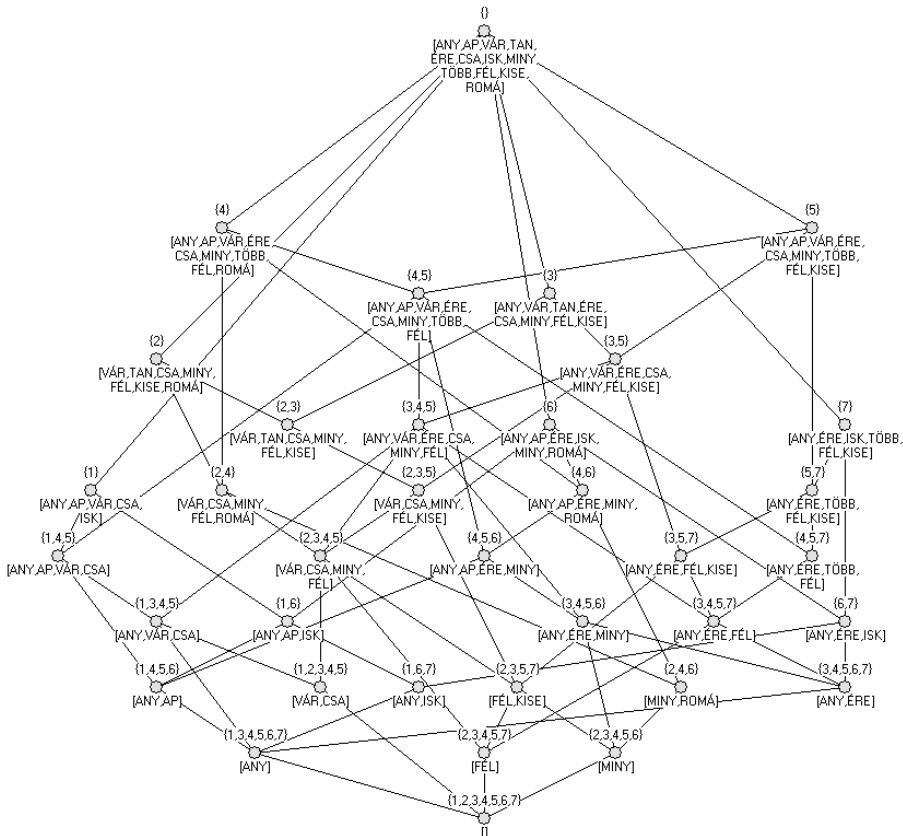 {}
[ANY,AP,VÁR,TAN,
ÉRE,CSA,ISK,MINY,
TÖBB,FÉL,KISE,
ROMÁ]
{4}
[ANY,AP,VÁR,ÉRE,
CSA,MINY,TÖBB,
FÉL,ROMÁ]
{5}
[ANY,AP,VÁR,ÉRE,
CSA,MINY,TÖBB,
FÉL,KISE]
{4,5}
[ANY,AP,VÁR,ÉRE,
CSA,MINY,TÖBB,
FÉL]
{3}
[ANY,VÁR,TAN,ÉRE,
CSA,MINY,FÉL,KISE]
{2}
[VÁR,TAN,CSA,MINY,
FÉL,KISE,ROMÁ]
{3,5}
[ANY,VÁR,ÉRE,CSA,
MINY,FÉL,KISE]
{2,3}
[VÁR,TAN,CSA,MINY,
FÉL,KISE]
{3,4,5}
[ANY,VÁR,ÉRE,CSA,
MINY,FÉL]
{6}
[ANY,AP,ÉRE,ISK,
MINY,ROMÁ]
{7}
[ANY,ÉRE,ISK,TÖBB,
FÉL,KISE]
{1}
[ANY,AP,VÁR,CSA,
ISK]
{2,4}
[VÁR,CSA,MINY,
FÉL,ROMÁ]
{2,3,5}
[VÁR,CSA,MINY,
FÉL,KISE]
{4,6}
[ANY,AP,ÉRE,MINY,
ROMÁ]
{5,7}
[ANY,ÉRE,TÖBB,
FÉL,KISE]
{1,4,5}
[ANY,AP,VÁR,CSA]
{2,3,4,5}
[VÁR,CSA,MINY,
FÉL]
{4,5,6}
[ANY,AP,ÉRE,MINY]
{3,5,7}
[ANY,ÉRE,FÉL,KISE]
{4,5,7}
[ANY,ÉRE,TÖBB,
FÉL]
{1,3,4,5}
[ANY,VÁR,CSA]
{1,6}
[ANY,AP,ISK]
{3,4,5,6}
[ANY,ÉRE,MINY]
{3,4,5,7}
[ANY,ÉRE,FÉL]
{6,7}
[ANY,ÉRE,ISK]
{1,4,5,6}
[ANY,AP]
{1,2,3,4,5}
[VÁR,CSA]
{1,6,7}
[ANY,ISK]
{2,3,5,7}
[FÉL,KISE]
{2,4,6}
[MINY,ROMÁ]
{3,4,5,6,7}
[ANY,ÉRE]
{1,3,4,5,6,7}
[ANY]
{2,3,4,5,7}
[FÉL]
{2,3,4,5,6}
[MINY]
{1,2,3,4,5,6,7}
[]